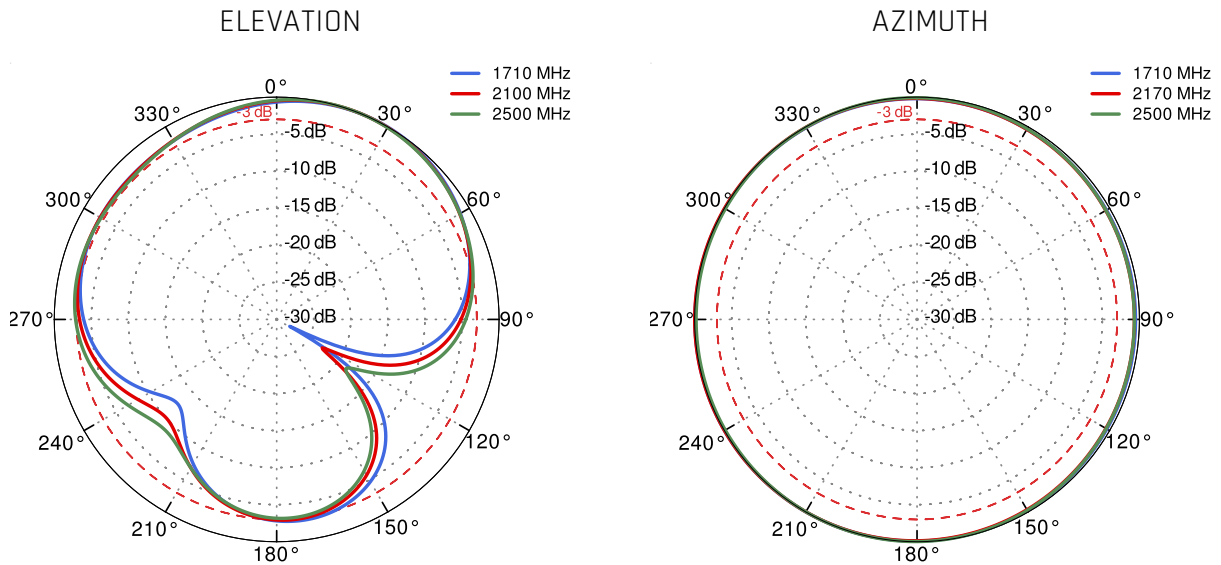 ELEVATION
1710 MHz
2100 MHz
2500 MHz
0°
30°
60°
90°
120°
150°
180°
210°
240°
270°
300°
330°
-3 dB
-5 dB
-10 dB
-15 dB
-20 dB
-25 dB
-30 dB
AZIMUTH
1710 MHz
2170 MHz
2500 MHz
0°
30°
60°
90°
120°
150°
180°
210°
240°
270°
300°
330°
-3 dB
-5 dB
-10 dB
-15 dB
-20 dB
-25 dB
-30 dB